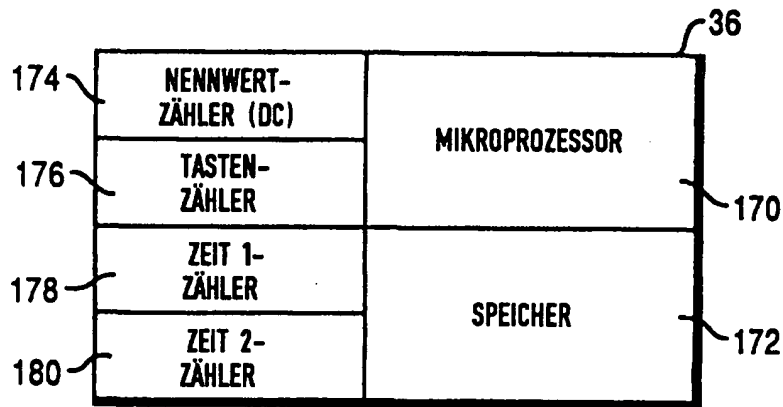 36
174
NENNWERT-
ZÄHLER (DC)
MIKROPROZESSOR
176
TASTEN-
ZÄHLER
170
178
ZEIT 1-
ZÄHLER
SPEICHER
172
180
ZEIT 2-
ZÄHLER